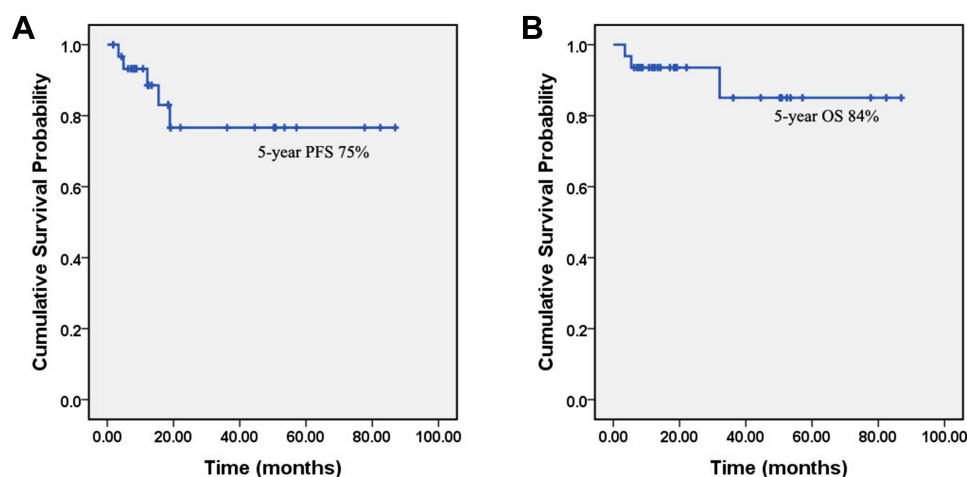 A
Cumulative Survival Probability
1.0
0.8
0.6
0.4
0.2
0.0
5-year PFS 75%
0.00 20.00 40.00 60.00 80.00 100.00
Time (months)
B
Cumulative Survival Probability
1.0
0.8
0.6
0.4
0.2
0.0
5-year OS 84%
0.00 20.00 40.00 60.00 80.00 100.00
Time (months)